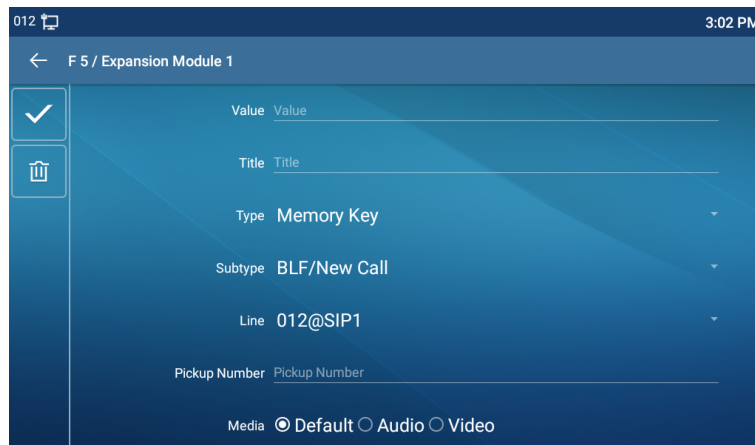 012 3:02 PM
F 5 / Expansion Module 1
Value Value
Title Title
Type Memory Key
Subtype BLF/New Call
Line 012@SIP1
Pickup Number Pickup Number
Media Default Audio Video